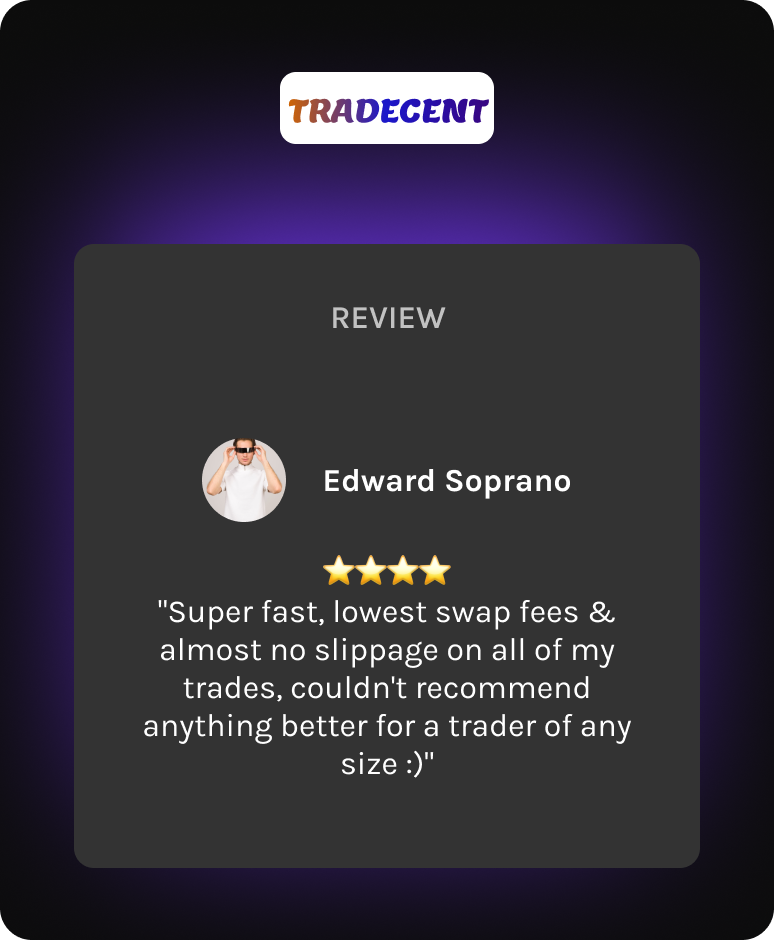 TRADECENT
REVIEW
Edward Soprano
⭐⭐⭐⭐
"Super fast, lowest swap fees &
almost no slippage on all of my
trades, couldn't recommend
anything better for a trader of any
size :)"